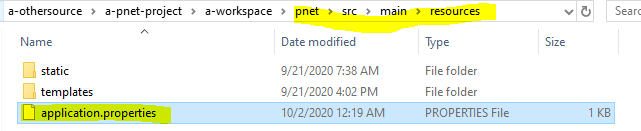 a-othersource > a-pnet-project > a-workspace > pnet > src > main > resources
Name Date modified Type Size
static 9/21/2020 7:38 AM File folder
templates 9/21/2020 4:02 PM File folder
application.properties 10/2/2020 12:19 AM PROPERTIES File 1 KB